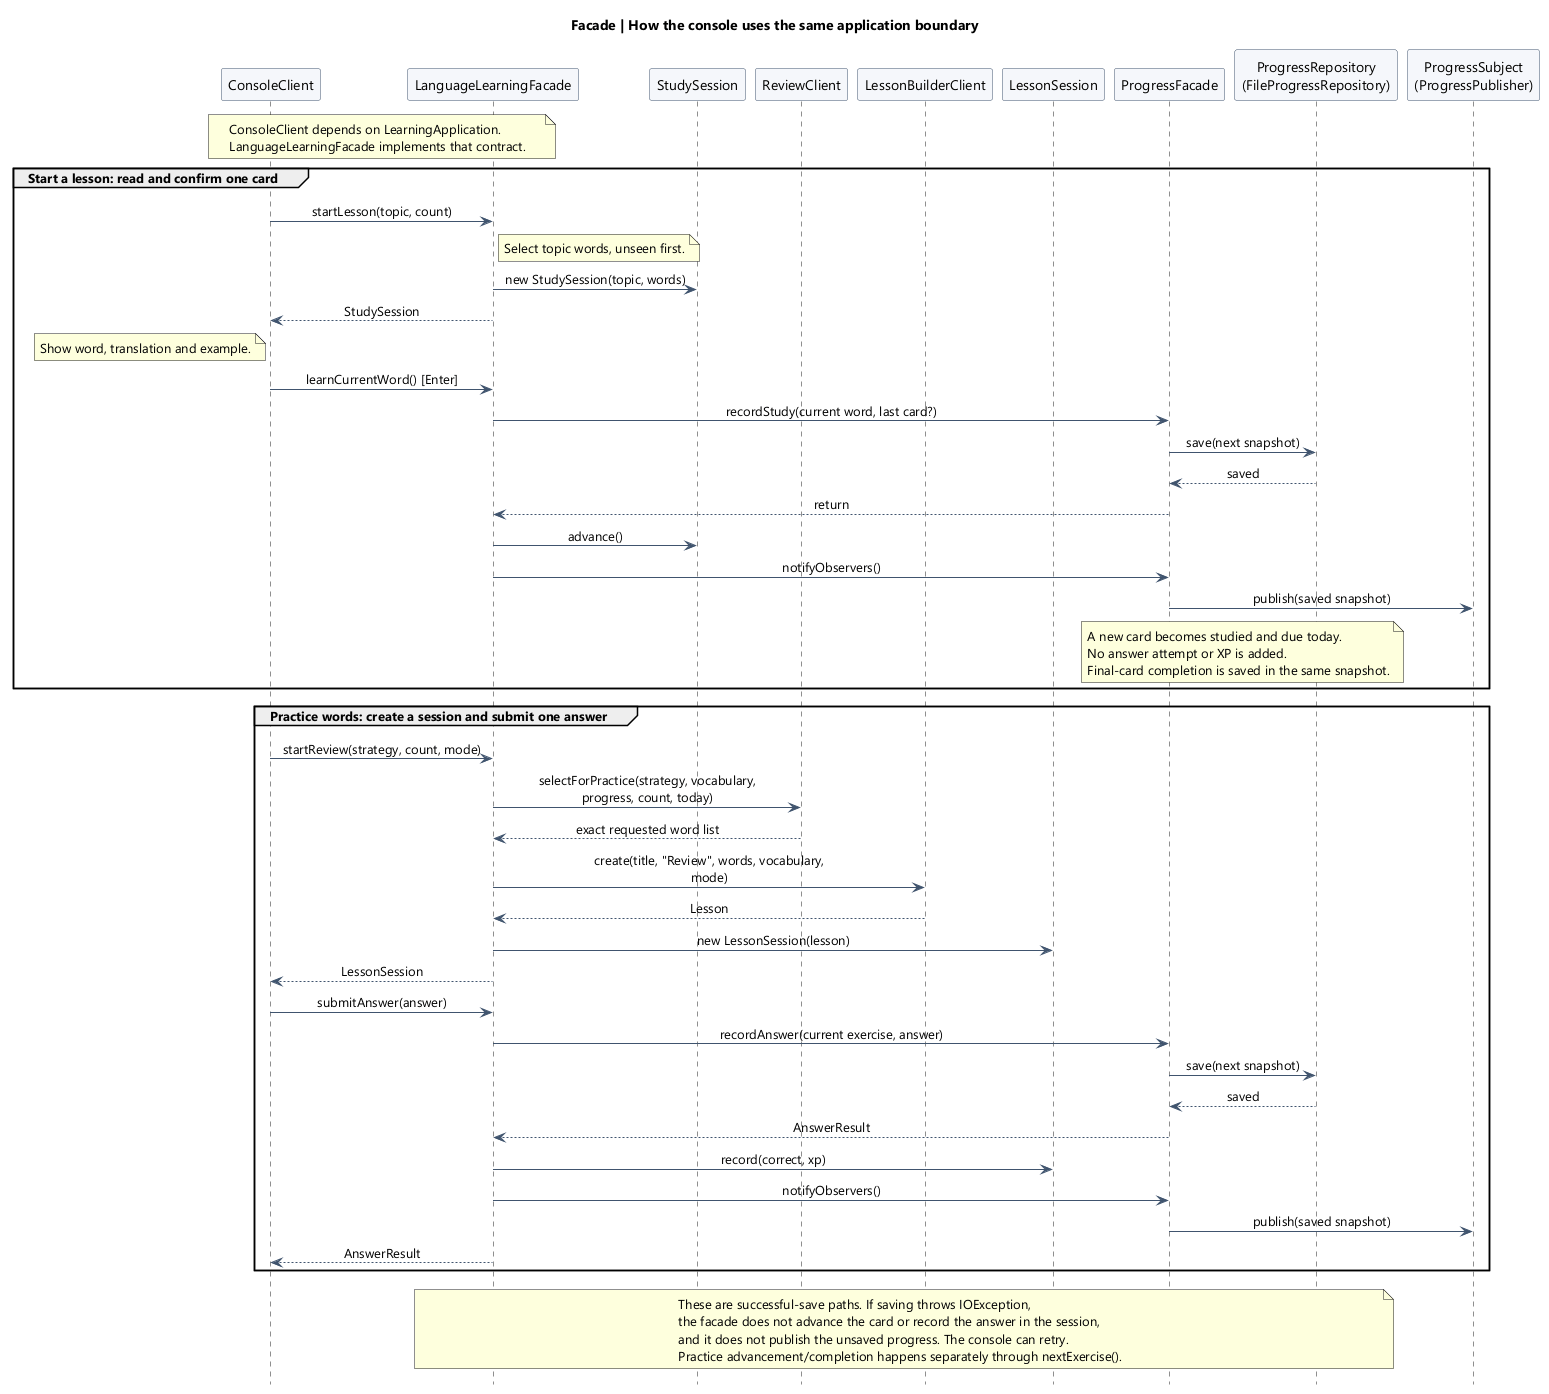 Facade | How the console uses the same application boundary
ConsoleClient
LanguageLearningFacade
StudySession
ReviewClient
LessonBuilderClient
LessonSession
ProgressFacade
ProgressRepository
(FileProgressRepository)
ProgressSubject
(ProgressPublisher)
ConsoleClient depends on LearningApplication.
LanguageLearningFacade implements that contract.
Start a lesson: read and confirm one card
startLesson(topic, count)
Select topic words, unseen first.
new StudySession(topic, words)
StudySession
Show word, translation and example.
learnCurrentWord() [Enter]
recordStudy(current word, last card?)
save(next snapshot)
saved
return
advance()
notifyObservers()
publish(saved snapshot)
A new card becomes studied and due today.
No answer attempt or XP is added.
Final-card completion is saved in the same snapshot.
Practice words: create a session and submit one answer
startReview(strategy, count, mode)
selectForPractice(strategy, vocabulary,
progress, count, today)
exact requested word list
create(title, "Review", words, vocabulary,
mode)
Lesson
new LessonSession(lesson)
LessonSession
submitAnswer(answer)
recordAnswer(current exercise, answer)
save(next snapshot)
saved
AnswerResult
record(correct, xp)
notifyObservers()
publish(saved snapshot)
AnswerResult
These are successful-save paths. If saving throws IOException,
the facade does not advance the card or record the answer in the session,
and it does not publish the unsaved progress. The console can retry.
Practice advancement/completion happens separately through nextExercise().